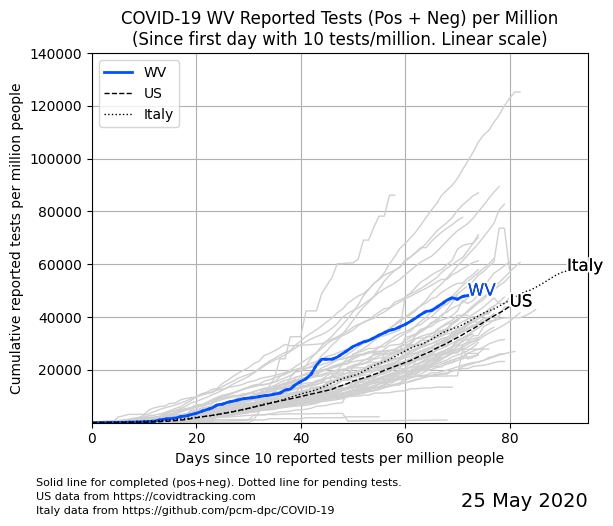 COVID-19 WV Reported Tests (Pos + Neg) per Million
(Since first day with 10 tests/million. Linear scale)
140000
120000
100000
80000
60000
40000
20000
Cumulative reported tests per million people
WV
US
Italy
Italy
WV
US
0
20
40
60
80
Days since 10 reported tests per million people
Solid line for completed (pos+neg). Dotted line for pending tests.
US data from https://covidtracking.com
Italy data from https://github.com/pcm-dpc/COVID-19
25 May 2020